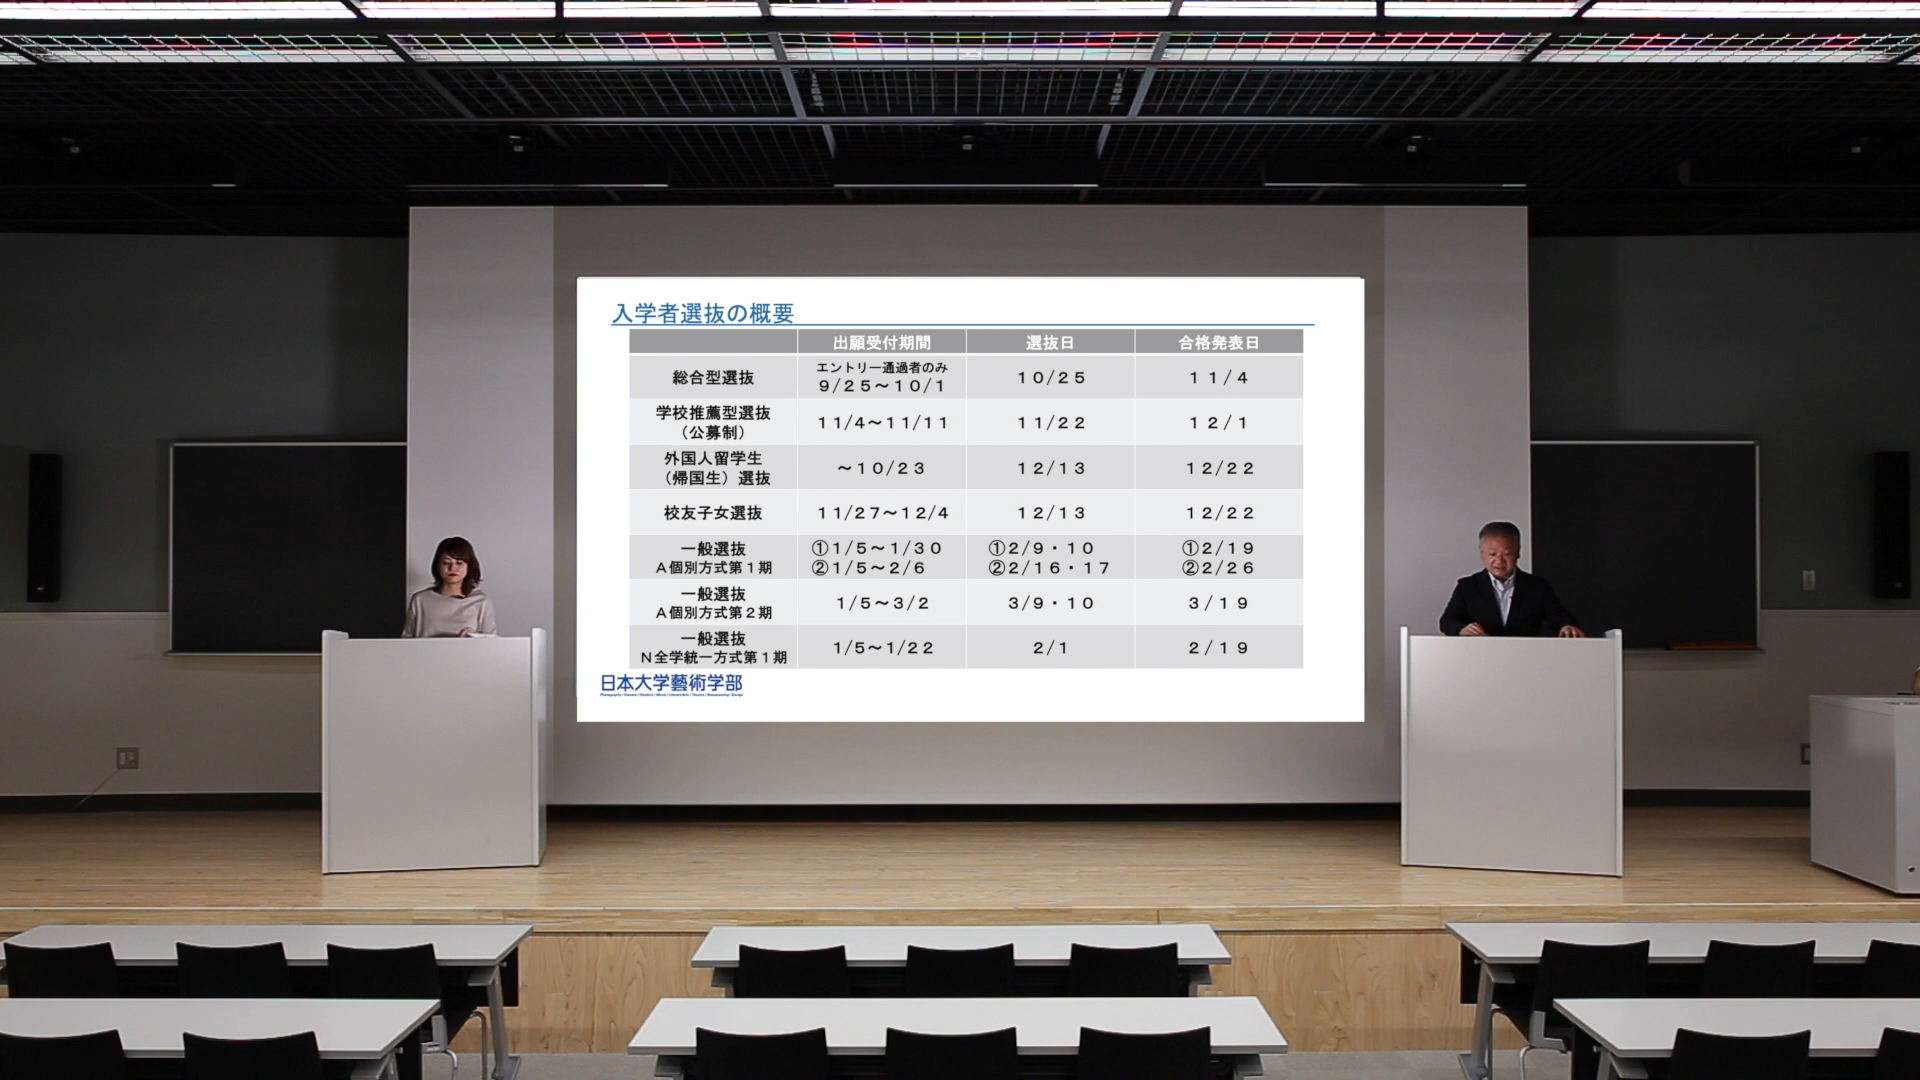 入学者選抜の概要
出願受付期間 選抜日 合格発表日
総合型選抜 エントリー通過者のみ 9/25～10/1 10/25 11/4
学校推薦型選抜 （公募制） 11/4～11/11 11/22 12/1
外国人留学生 （帰国生）選抜 ～10/23 12/13 12/22
校友子女選抜 11/27～12/4 12/13 12/22
一般選抜 ①1/5～1/30 ①2/9・10 ①2/19
A個別方式第1期 ②1/5～2/6 ②2/16・17 ②2/26
一般選抜 A個別方式第2期 1/5～3/2 3/9・10 3/19
一般選抜 N全学統一方式第1期 1/5～1/22 2/1 2/19
日本大学藝術学部